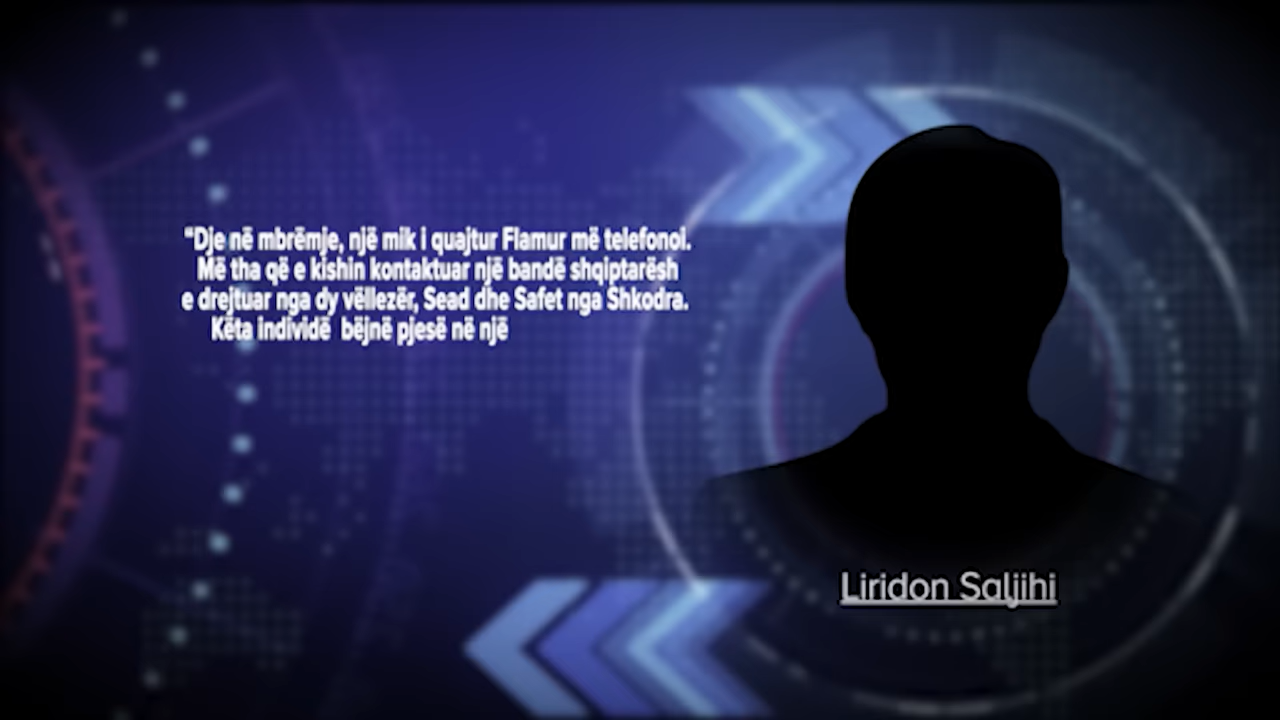 “Dje në mbrëmje, një mik i quajtur Flamur më telefonoi.
Më tha që e kishin kontaktuar një bandë shqiptarësh
e drejtuar nga dy vëllezër, Sead dhe Safet nga Shkodra.
Këta individë bëjnë pjesë në një
Liridon Saljihi